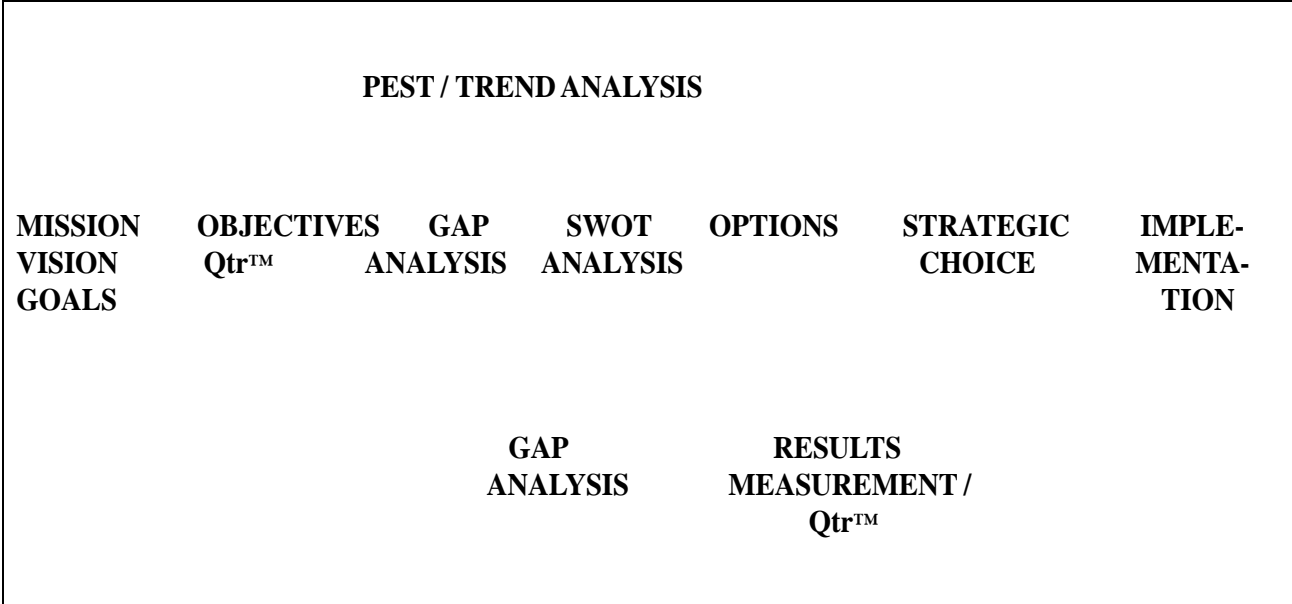 PEST / TREND ANALYSIS
MISSION OBJECTIVES GAP SWOT OPTIONS STRATEGIC IMPLE-
VISION Qtr™ ANALYSIS ANALYSIS CHOICE MENTA-
GOALS TION
GAP RESULTS
ANALYSIS MEASUREMENT /
Qtr™